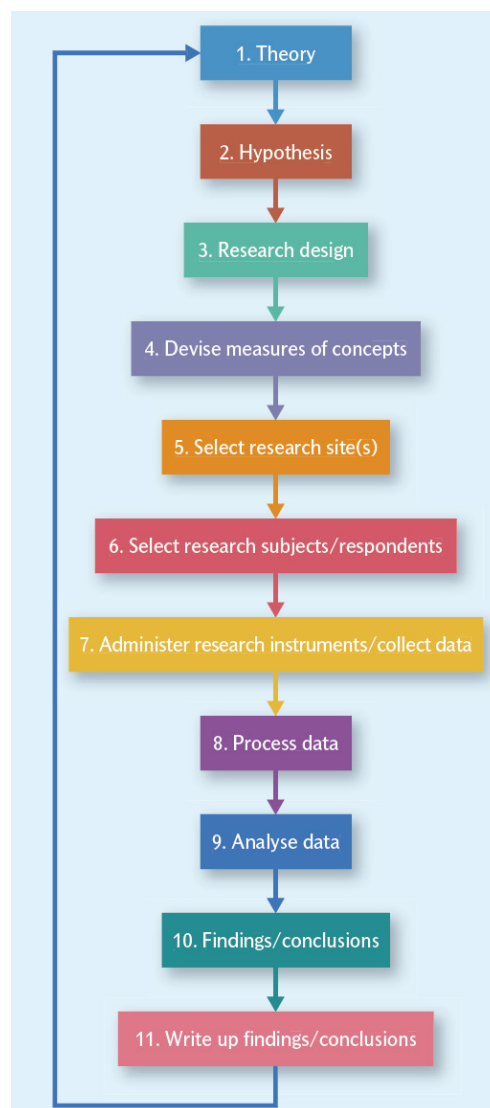 1. Theory
2. Hypothesis
3. Research design
4. Devise measures of concepts
5. Select research site(s)
6. Select research subjects/respondents
7. Administer research instruments/collect data
8. Process data
9. Analyse data
10. Findings/conclusions
11. Write up findings/conclusions